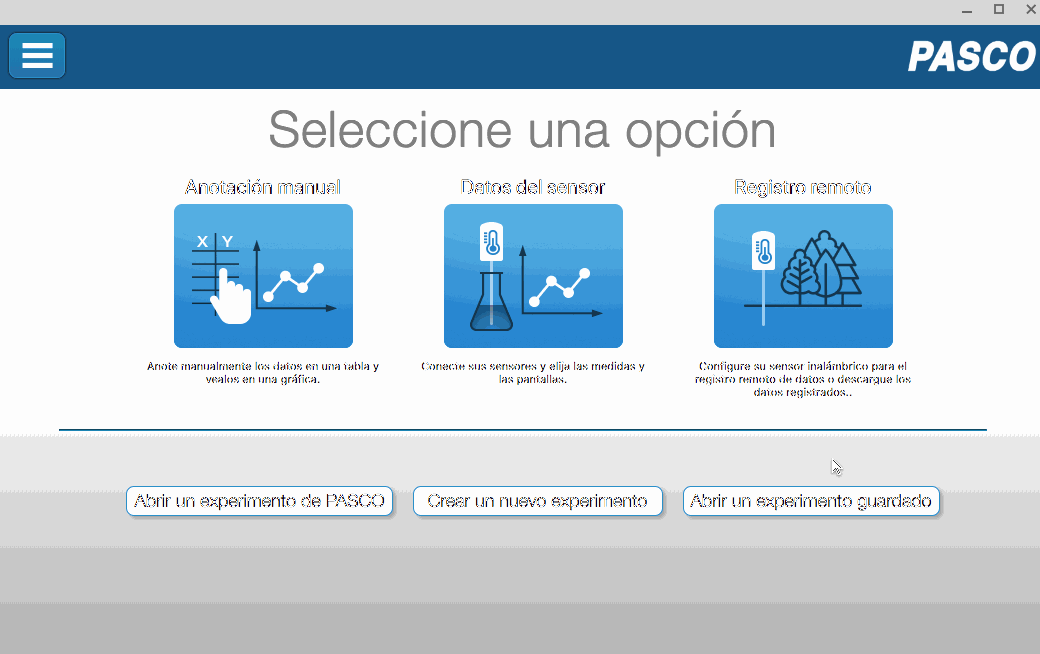 PASCO
Seleccione una opción
Anotación manual
Datos del sensor
Registro remoto
X Y
Anote manualmente los datos en una tabla y
vealos en una gráfica.
Conecte sus sensores y elija las medidas y
las pantallas.
Configure su sensor inalámbrico para el
registro remoto de datos o descargue los
datos registrados..
Abrir un experimento de PASCO
Crear un nuevo experimento
Abrir un experimento guardado